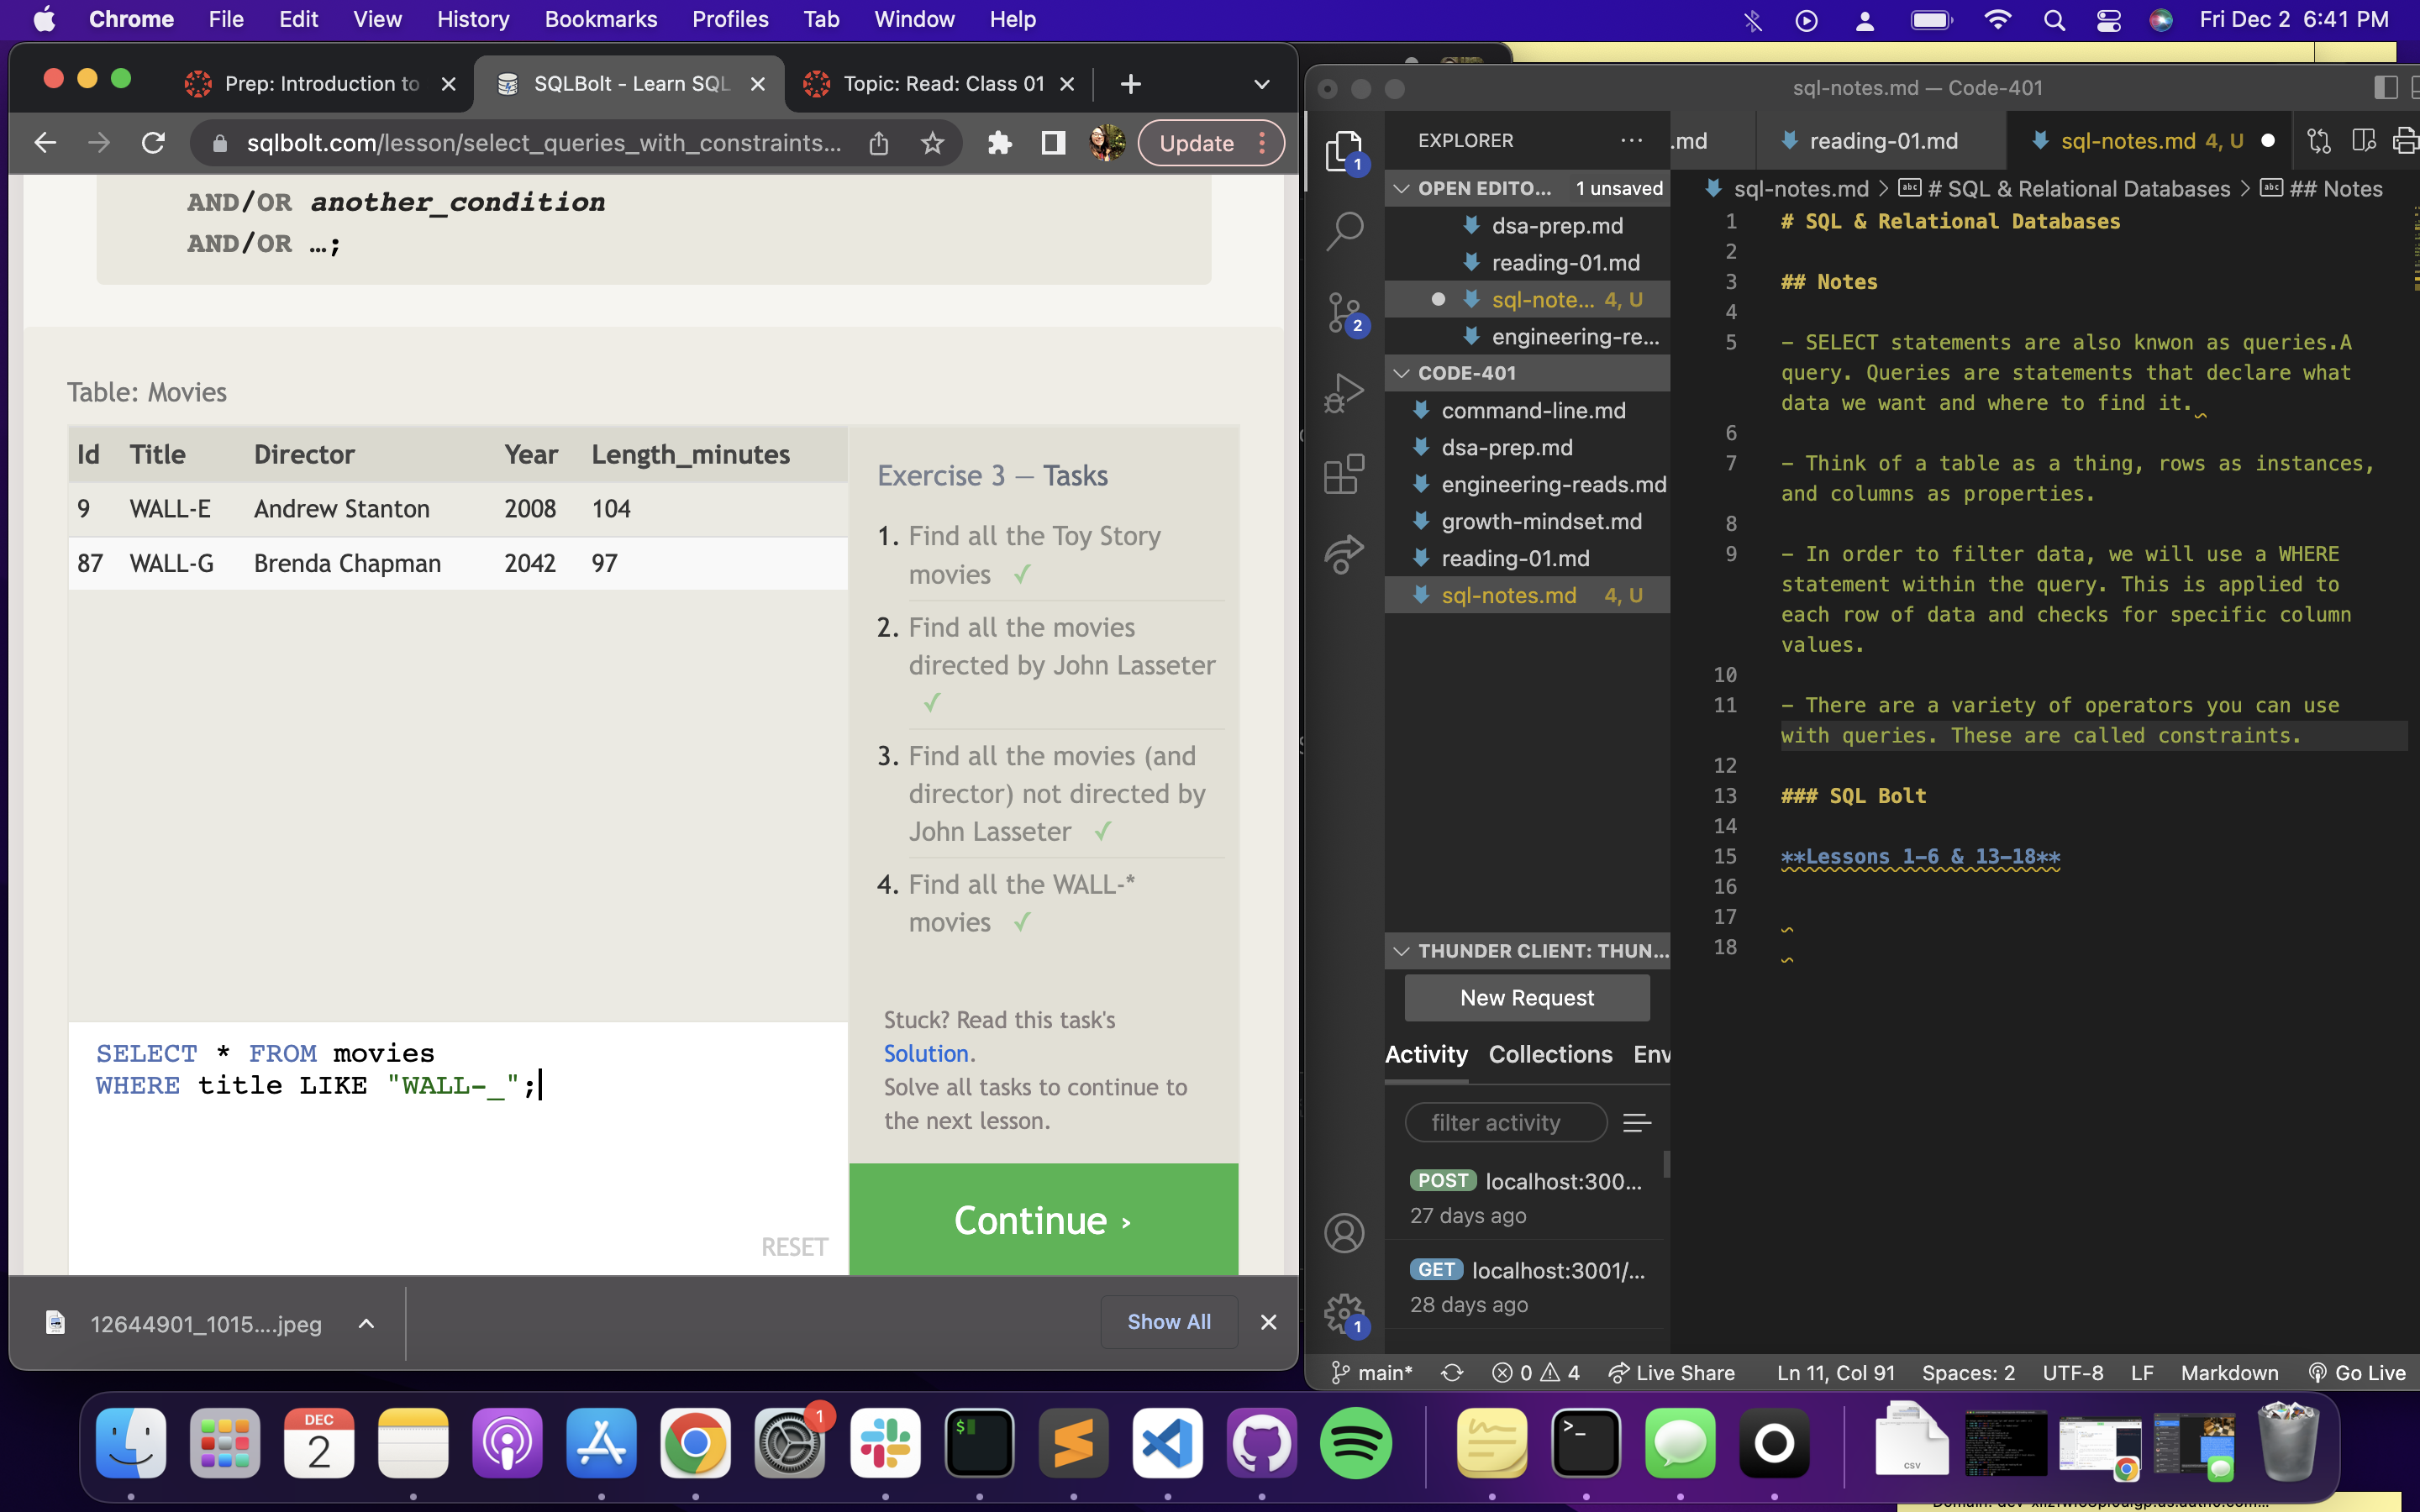 Chrome File Edit View History Bookmarks Profiles Tab Window Help Fri Dec 2 6:41 PM
Prep: Introduction to
SQLBolt - Learn SQL
Topic: Read: Class 01
sqlbolt.com/lesson/select_queries_with_constraints...
Update
AND/OR another_condition
AND/OR …;
Table: Movies
Id Title Director Year Length_minutes
9 WALL-E Andrew Stanton 2008 104
87 WALL-G Brenda Chapman 2042 97
Exercise 3 — Tasks
1. Find all the Toy Story
movies ✓
2. Find all the movies
directed by John Lasseter
✓
3. Find all the movies (and
director) not directed by
John Lasseter ✓
4. Find all the WALL-*
movies ✓
Stuck? Read this task's
Solution.
Solve all tasks to continue to
the next lesson.
Continue ›
SELECT * FROM movies
WHERE title LIKE "WALL-_";
RESET
12644901_1015....jpeg
Show All
sql-notes.md — Code-401
EXPLORER
OPEN EDITO... 1 unsaved
dsa-prep.md
reading-01.md
sql-note... 4, U
engineering-re...
CODE-401
command-line.md
dsa-prep.md
engineering-reads.md
growth-mindset.md
reading-01.md
sql-notes.md 4, U
THUNDER CLIENT: THUN...
New Request
Activity Collections Env
filter activity
POST localhost:300...
27 days ago
GET localhost:3001/...
28 days ago
1
2
1
.md
reading-01.md
sql-notes.md 4, U
sql-notes.md > # SQL & Relational Databases > ## Notes
1 # SQL & Relational Databases
2
3 ## Notes
4
5 - SELECT statements are also knwon as queries.A
query. Queries are statements that declare what
data we want and where to find it.
6
7 - Think of a table as a thing, rows as instances,
and columns as properties.
8
9 - In order to filter data, we will use a WHERE
statement within the query. This is applied to
each row of data and checks for specific column
values.
10
11 - There are a variety of operators you can use
with queries. These are called constraints.
12
13 ### SQL Bolt
14
15 **Lessons 1-6 & 13-18**
16
17
18
main* 0 4 Live Share Ln 11, Col 91 Spaces: 2 UTF-8 LF Markdown Go Live
DEC
2
1
$
>_
CSV